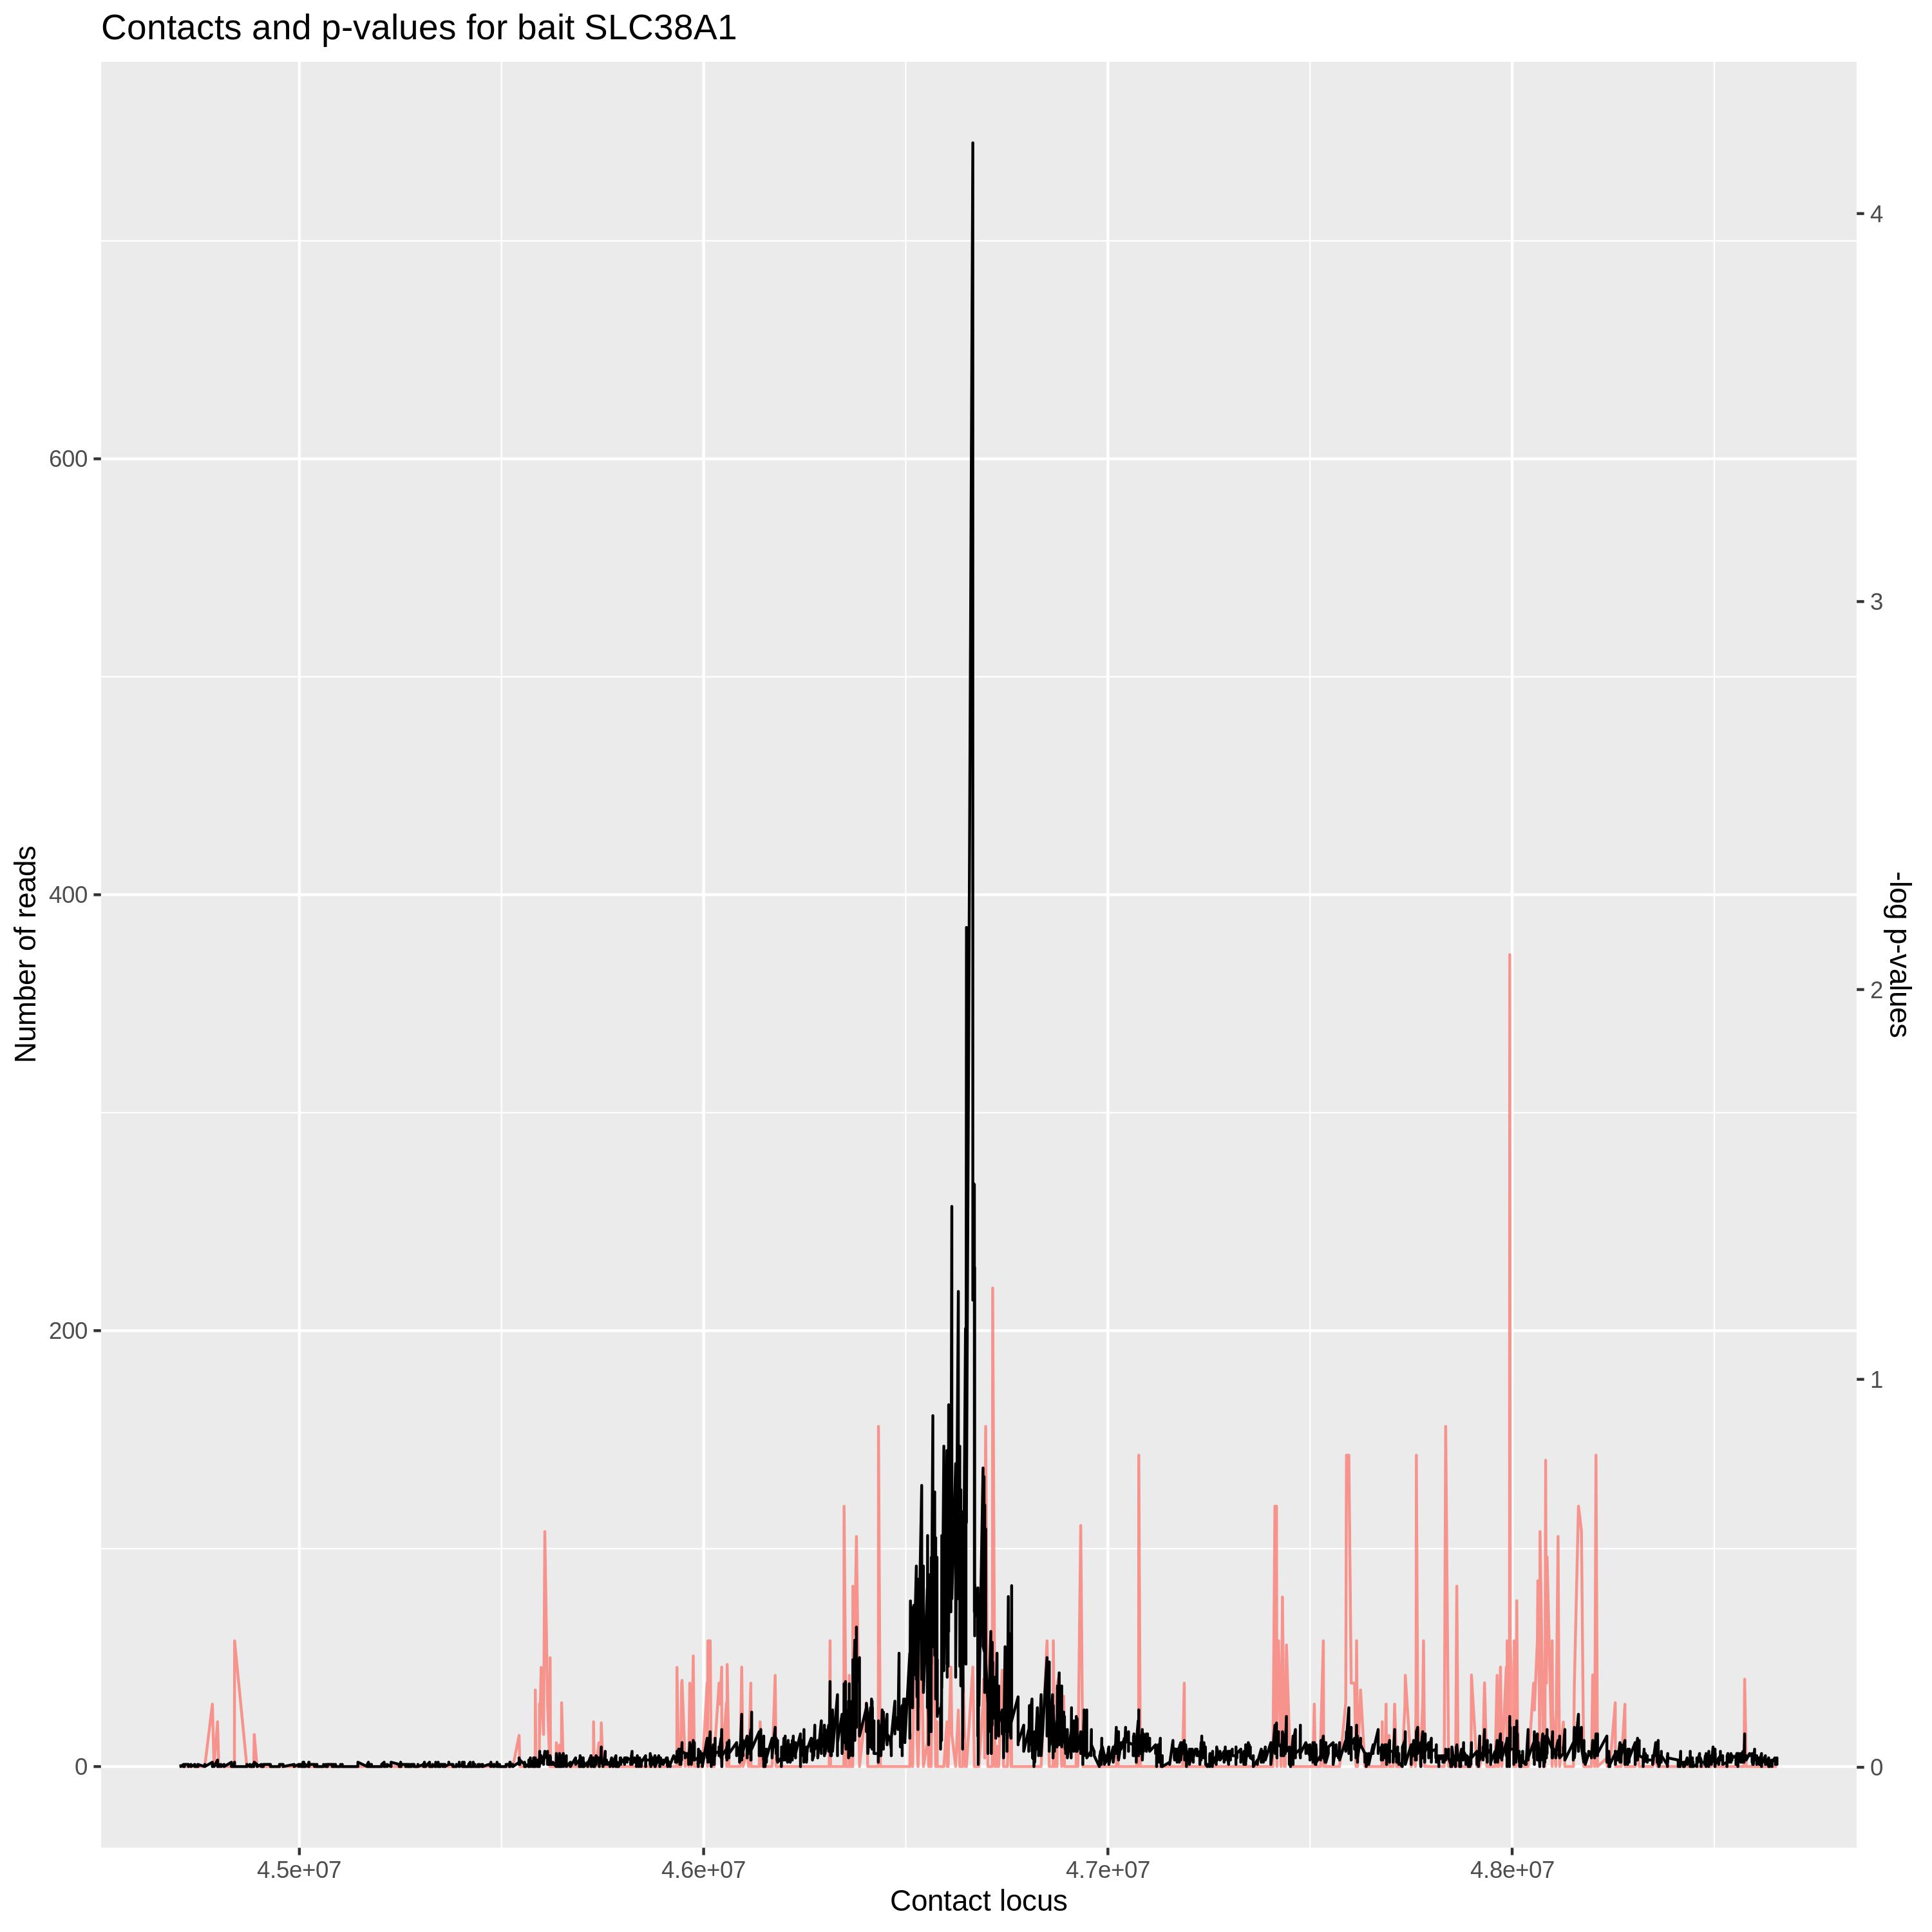 Contacts and p-values for bait SLC38A1
4
600
3
Number of reads
400
-log p-values
2
200
1
0
0
4.5e+07
4.6e+07
4.7e+07
4.8e+07
Contact locus